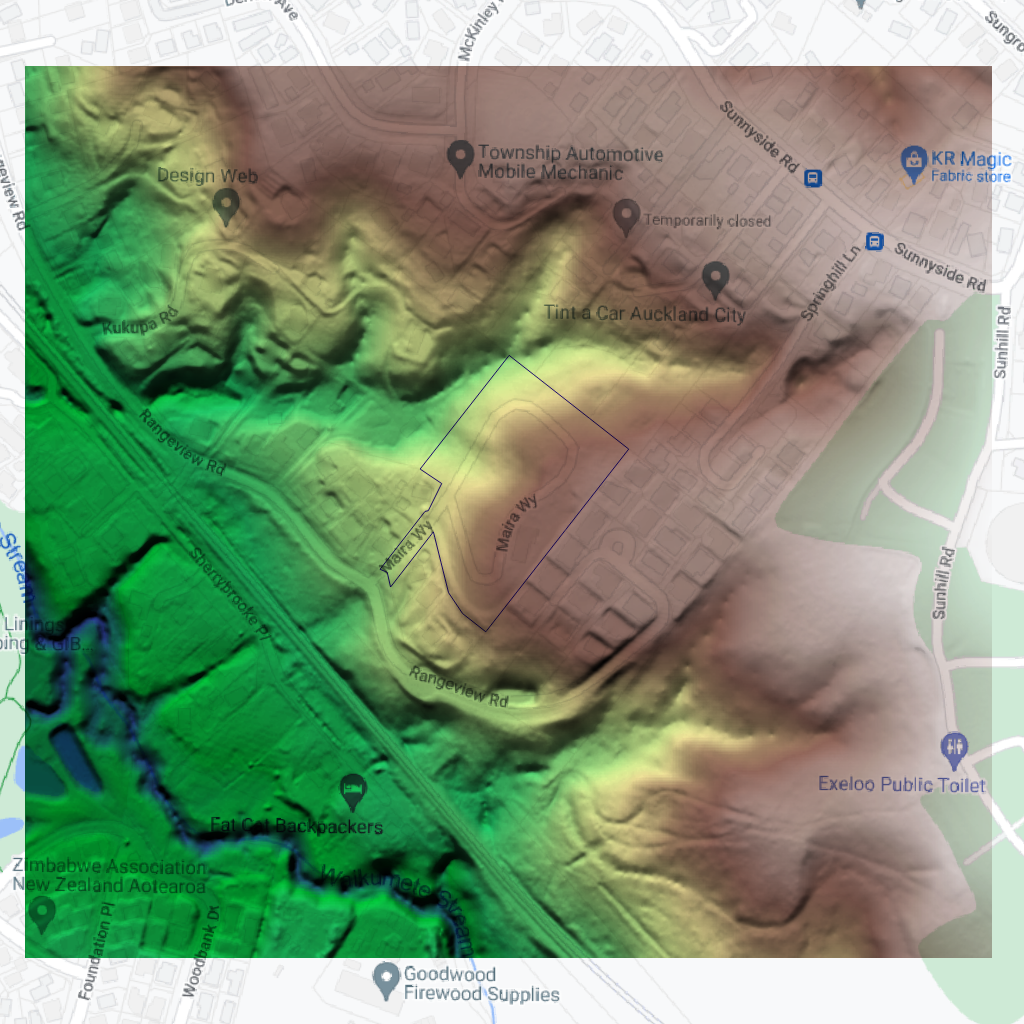 McKinley
Sunnyside Rd
Township Automotive
Mobile Mechanic
KR Magic
Fabric store
Design Web
geview Rd
Temporarily closed
Springhill Ln
Sunnyside Rd
Tint a Car Auckland City
Kukupa Rd
Sunhill Rd
Rangeview Rd
Maira Wy
Maira Wy
Stream
Sherrybrooke Pl
Sunhill Rd
Linings
ping & GIB...
Rangeview Rd
Exeloo Public Toilet
Fat Cat Backpackers
Zimbabwe Association
New Zealand Aotearoa
Waikumete Stream
Foundation Pl
Woodbank Dr
Goodwood
Firewood Supplies